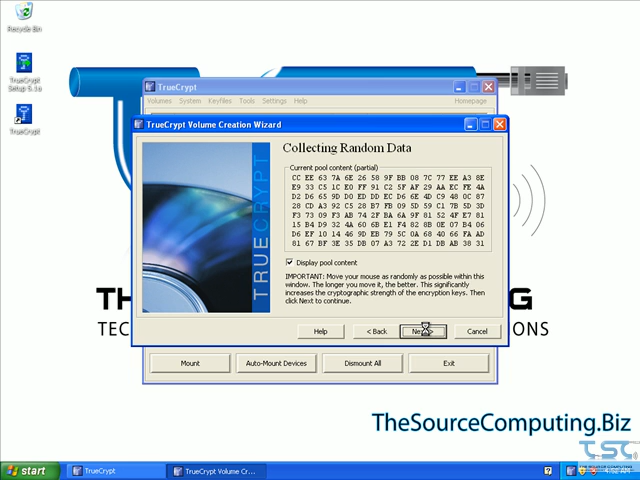 Recycle Bin
TrueCrypt
Setup 6.1a
TrueCrypt
TrueCrypt
Volumes System Keyfiles Tools Settings Help Homepage
TrueCrypt Volume Creation Wizard
TRUECRYPT
Collecting Random Data
Current pool content (partial)
CC EE 63 7A 6E 26 58 9F BB 08 7C 77 EE A3 8E
E9 33 C5 1C E0 FF 91 C2 5F AF 29 AA EC FE 4A
D2 D6 65 9D D0 ED DD EC D6 6E 4D C9 48 0C 87
28 CD A3 92 C5 28 B7 FB 09 5D 59 C1 7B 5D 3D
F3 73 09 F3 AB 74 2F BA 6A 9F 81 52 4F E7 81
15 B4 D9 32 4A 60 6B E1 F4 82 8B 0E 07 B4 06
D6 EF 10 14 46 9D EB 79 5C 0A 68 40 66 FA AD
81 67 BF 3E 35 DB 07 A3 72 2E D1 DB AB 38 31
Display pool content
IMPORTANT: Move your mouse as randomly as possible within this
window. The longer you move it, the better. This significantly
increases the cryptographic strength of the encryption keys. Then
click Next to continue.
Help < Back Cancel
Mount Auto-Mount Devices Dismount All Exit
TheSourceComputing.Biz
TSC
start TrueCrypt TrueCrypt Volume Cr...